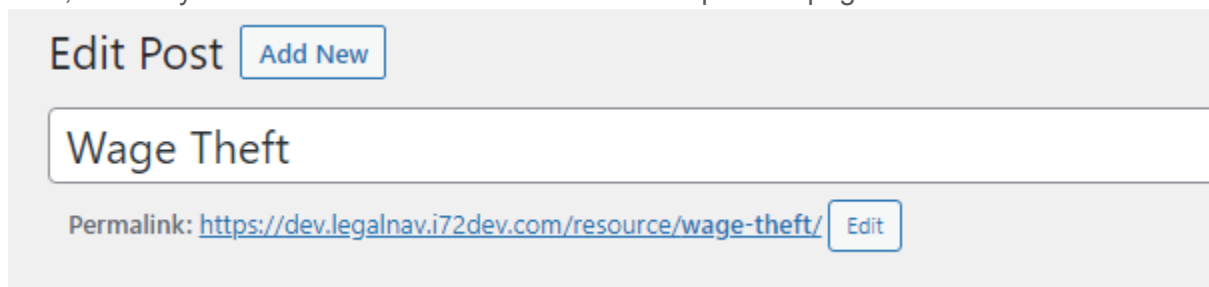 Edit Post Add New
Wage Theft
Permalink: https://dev.legalnav.i72dev.com/resource/wage-theft/ Edit